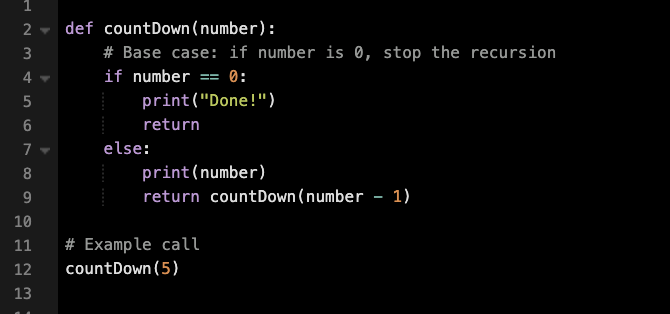 1
2 def countDown(number):
3     # Base case: if number is 0, stop the recursion
4     if number == 0:
5         print("Done!")
6         return
7     else:
8         print(number)
9         return countDown(number - 1)
10
11 # Example call
12 countDown(5)
13